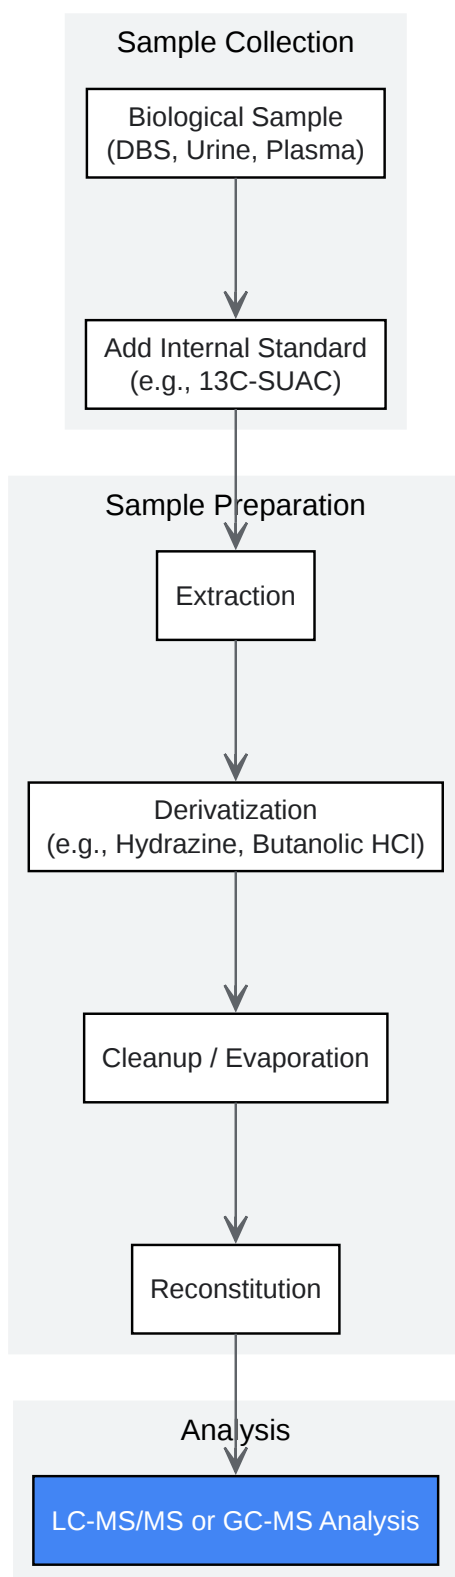 Sample Collection
Biological Sample
(DBS, Urine, Plasma)
Add Internal Standard
(e.g., 13C-SUAC)
Sample Preparation
Extraction
Derivatization
(e.g., Hydrazine, Butanolic HCl)
Cleanup / Evaporation
Reconstitution
Analysis
LC-MS/MS or GC-MS Analysis